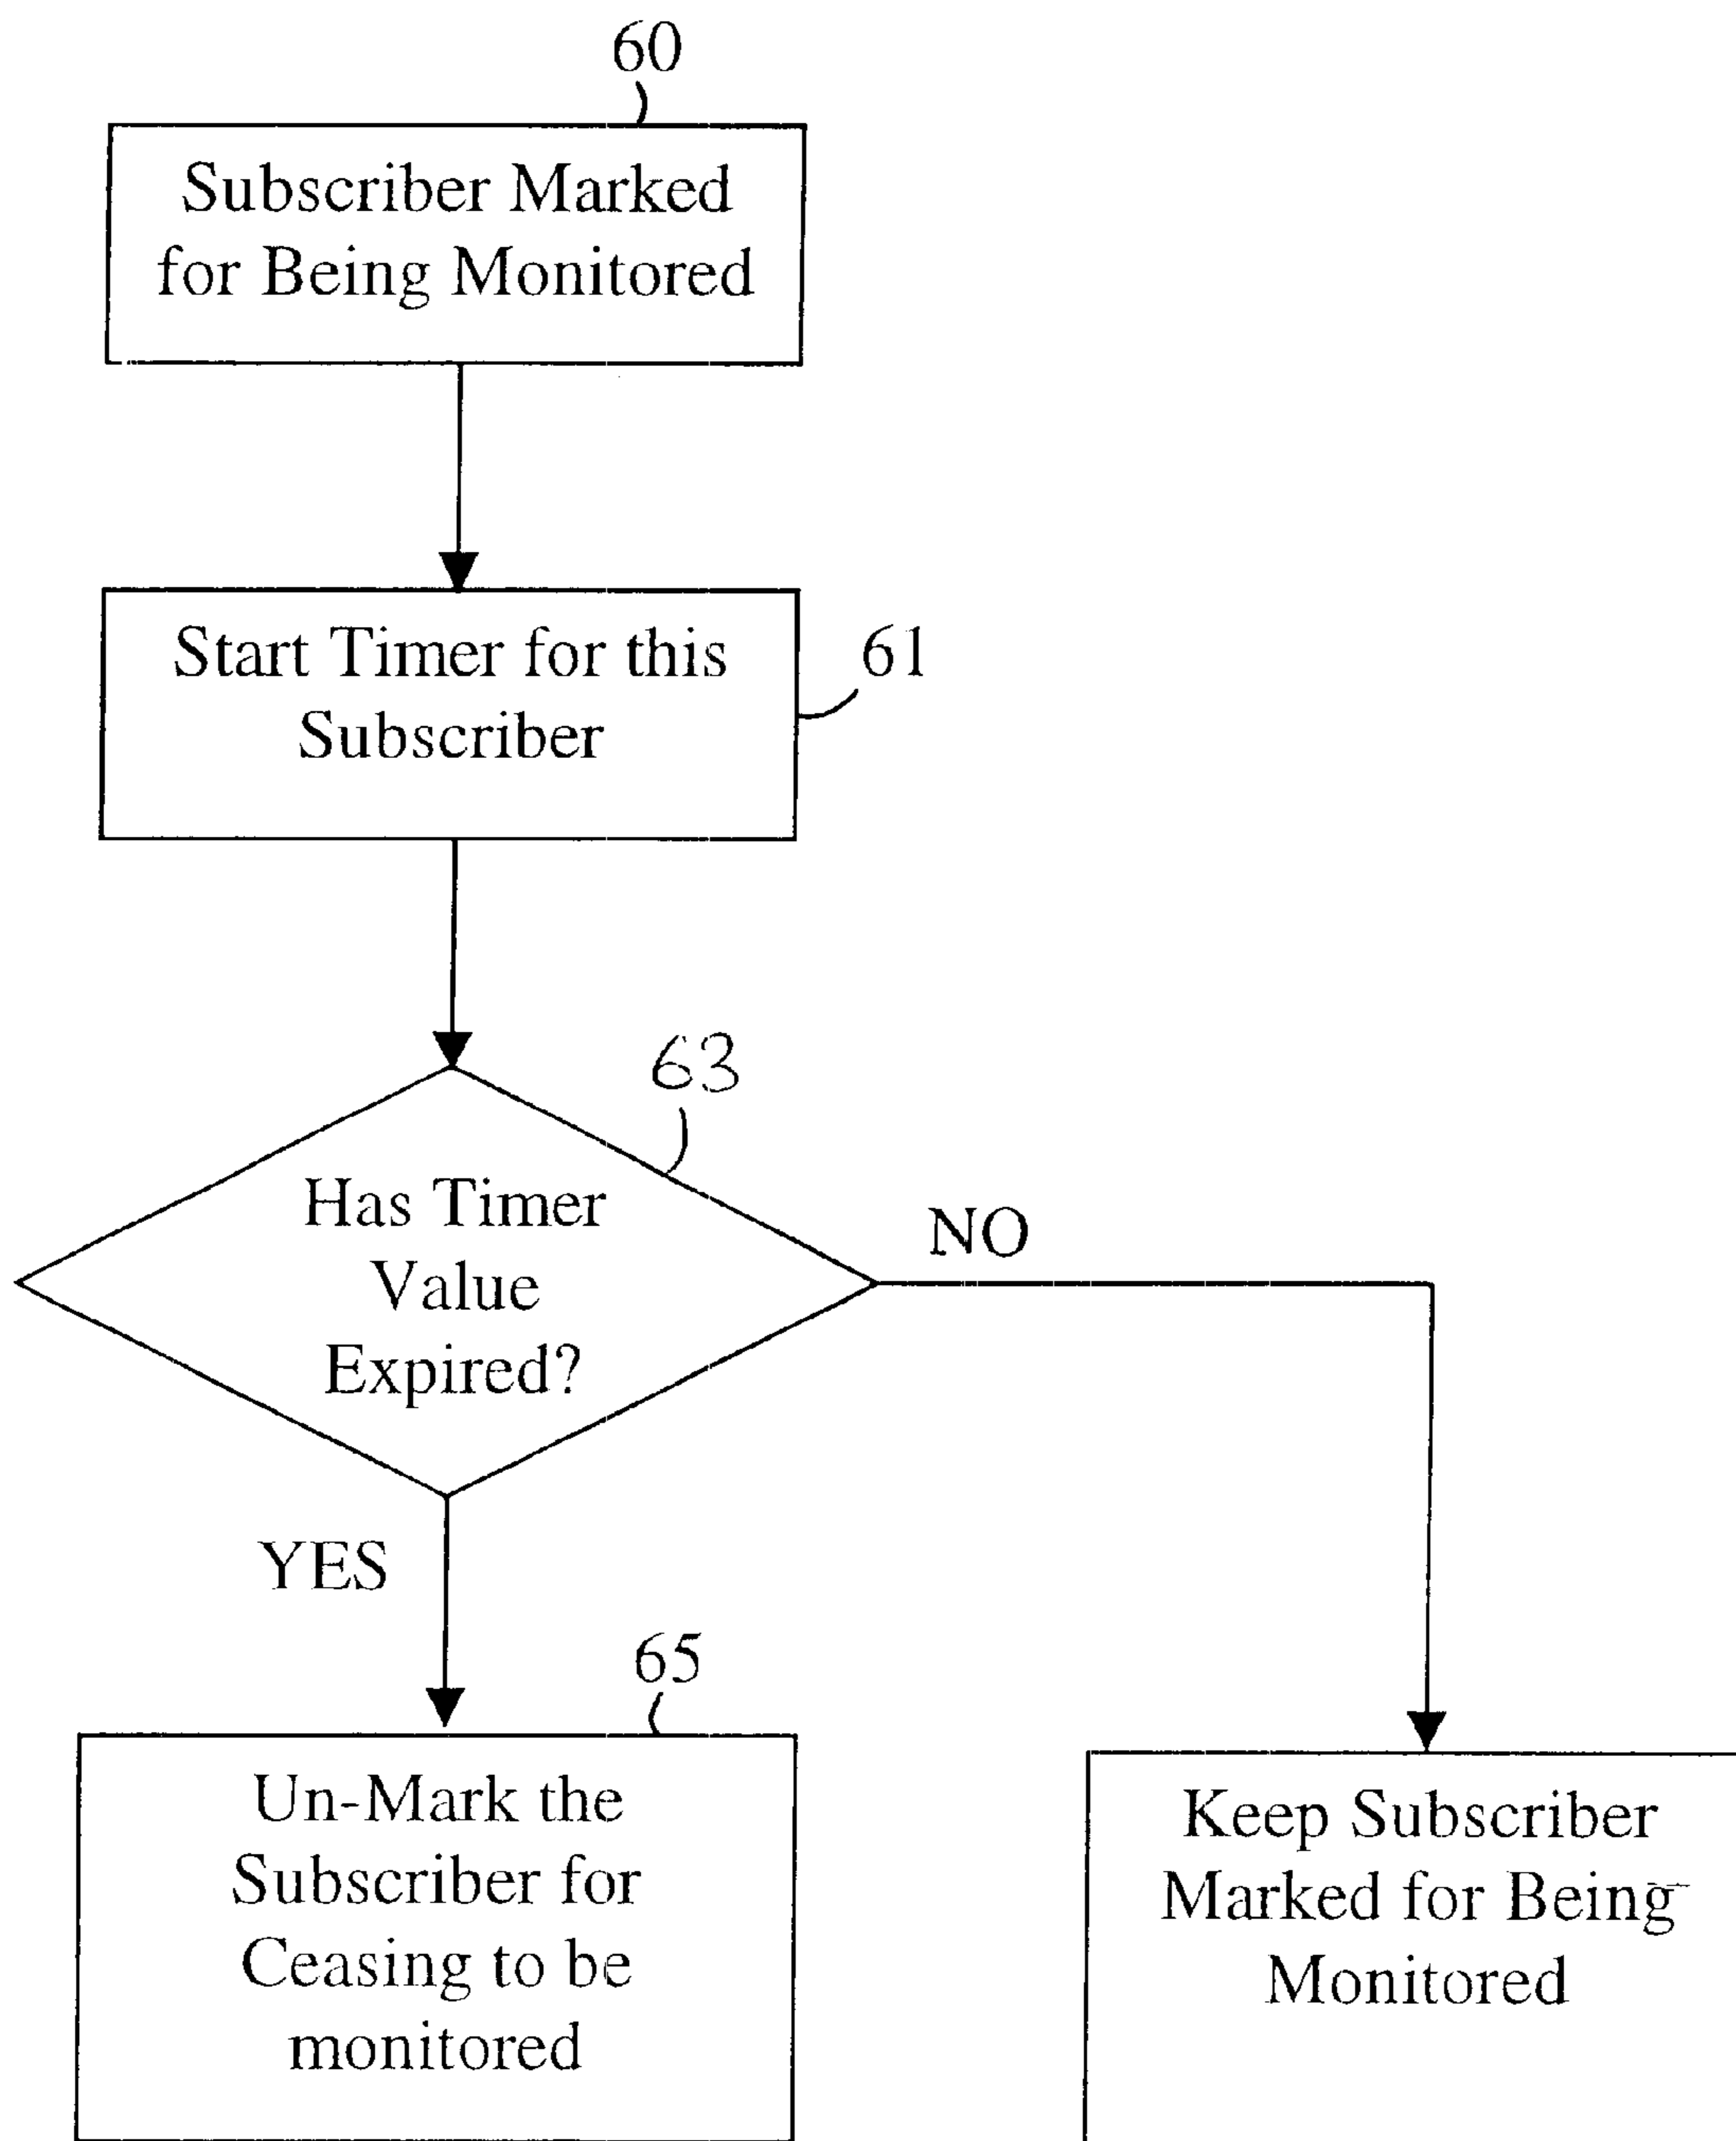 60
Subscriber Marked
for Being Monitored
Start Timer for this
Subscriber
61
63
Has Timer
Value
Expired?
NO
YES
65
Un-Mark the
Subscriber for
Ceasing to be
monitored
Keep Subscriber
Marked for Being
Monitored